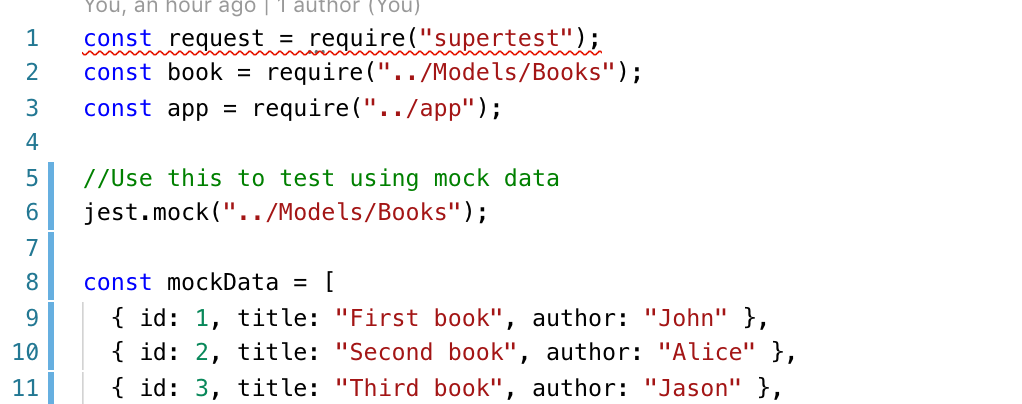 You, an hour ago | 1 author (You)
1 const request = require("supertest");
2 const book = require("../Models/Books");
3 const app = require("../app");
4
5 //Use this to test using mock data
6 jest.mock("../Models/Books");
7
8 const mockData = [
9 { id: 1, title: "First book", author: "John" },
10 { id: 2, title: "Second book", author: "Alice" },
11 { id: 3, title: "Third book", author: "Jason" },